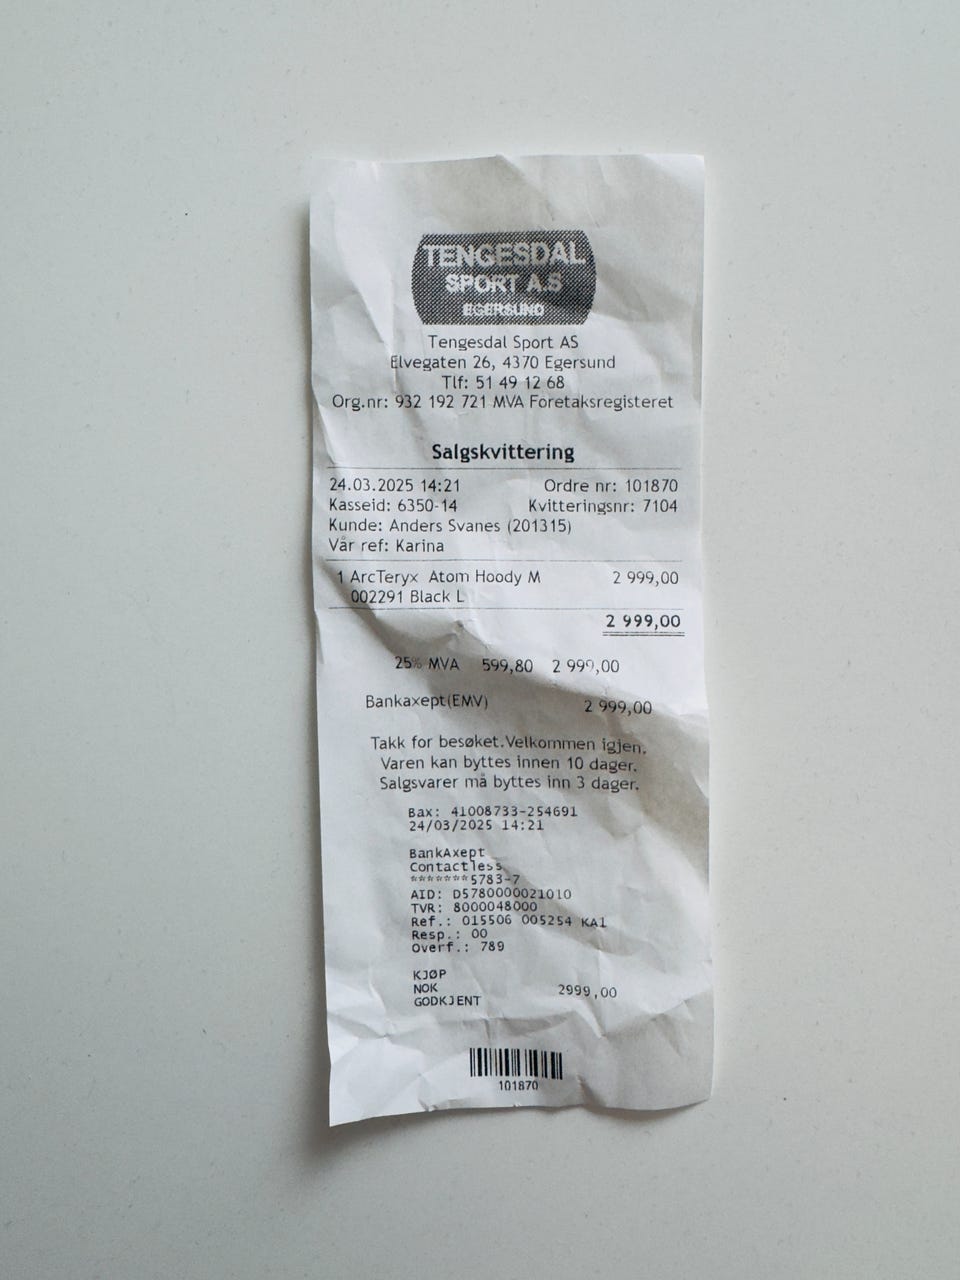 TENGESDAL
SPORT A.S
EGERSUND
Tengesdal Sport AS
Elvegaten 26, 4370 Egersund
Tlf: 51 49 12 68
Org.nr: 932 192 721 MVA Foretaksregisteret
Salgskvittering
24.03.2025 14:21 Ordre nr: 101870
Kasseid: 6350-14 Kvitteringsnr: 7104
Kunde: Anders Svanes (201315)
Vår ref: Karina
1 ArcTeryx Atom Hoody M 2 999,00
002291 Black L
2 999,00
25% MVA 599,80 2 999,00
Bankaxept(EMV) 2 999,00
Takk for besøket.Velkommen igjen.
Varen kan byttes innen 10 dager.
Salgsvarer må byttes inn 3 dager.
Bax: 41008733-254691
24/03/2025 14:21
BankAxept
Contactless
*******5783-7
AID: D5780000021010
TVR: 8000048000
Ref.: 015506 005254 KA1
Resp.: 00
Overf.: 789
KJØP
NOK 2999,00
GODKJENT
101870